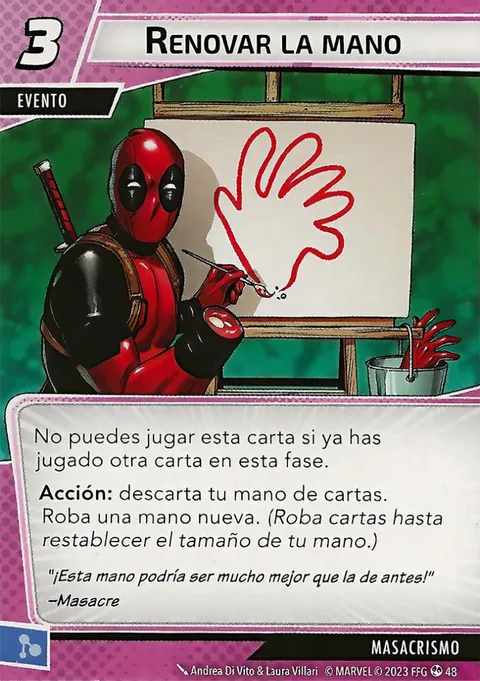 3
RENOVAR LA MANO
EVENTO
No puedes jugar esta carta si ya has
jugado otra carta en esta fase.
Acción: descarta tu mano de cartas.
Roba una mano nueva. (Roba cartas hasta
restablecer el tamaño de tu mano.)
"¡Esta mano podría ser mucho mejor que la de antes!"
–Masacre
MASACRISMO
Andrea Di Vito & Laura Villari © MARVEL © 2023 FFG 48